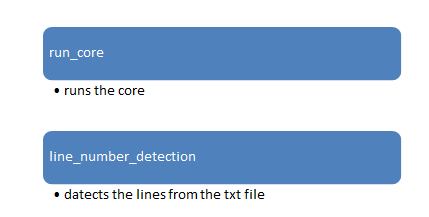 run_core
• runs the core
line_number_detection
• datects the lines from the txt file